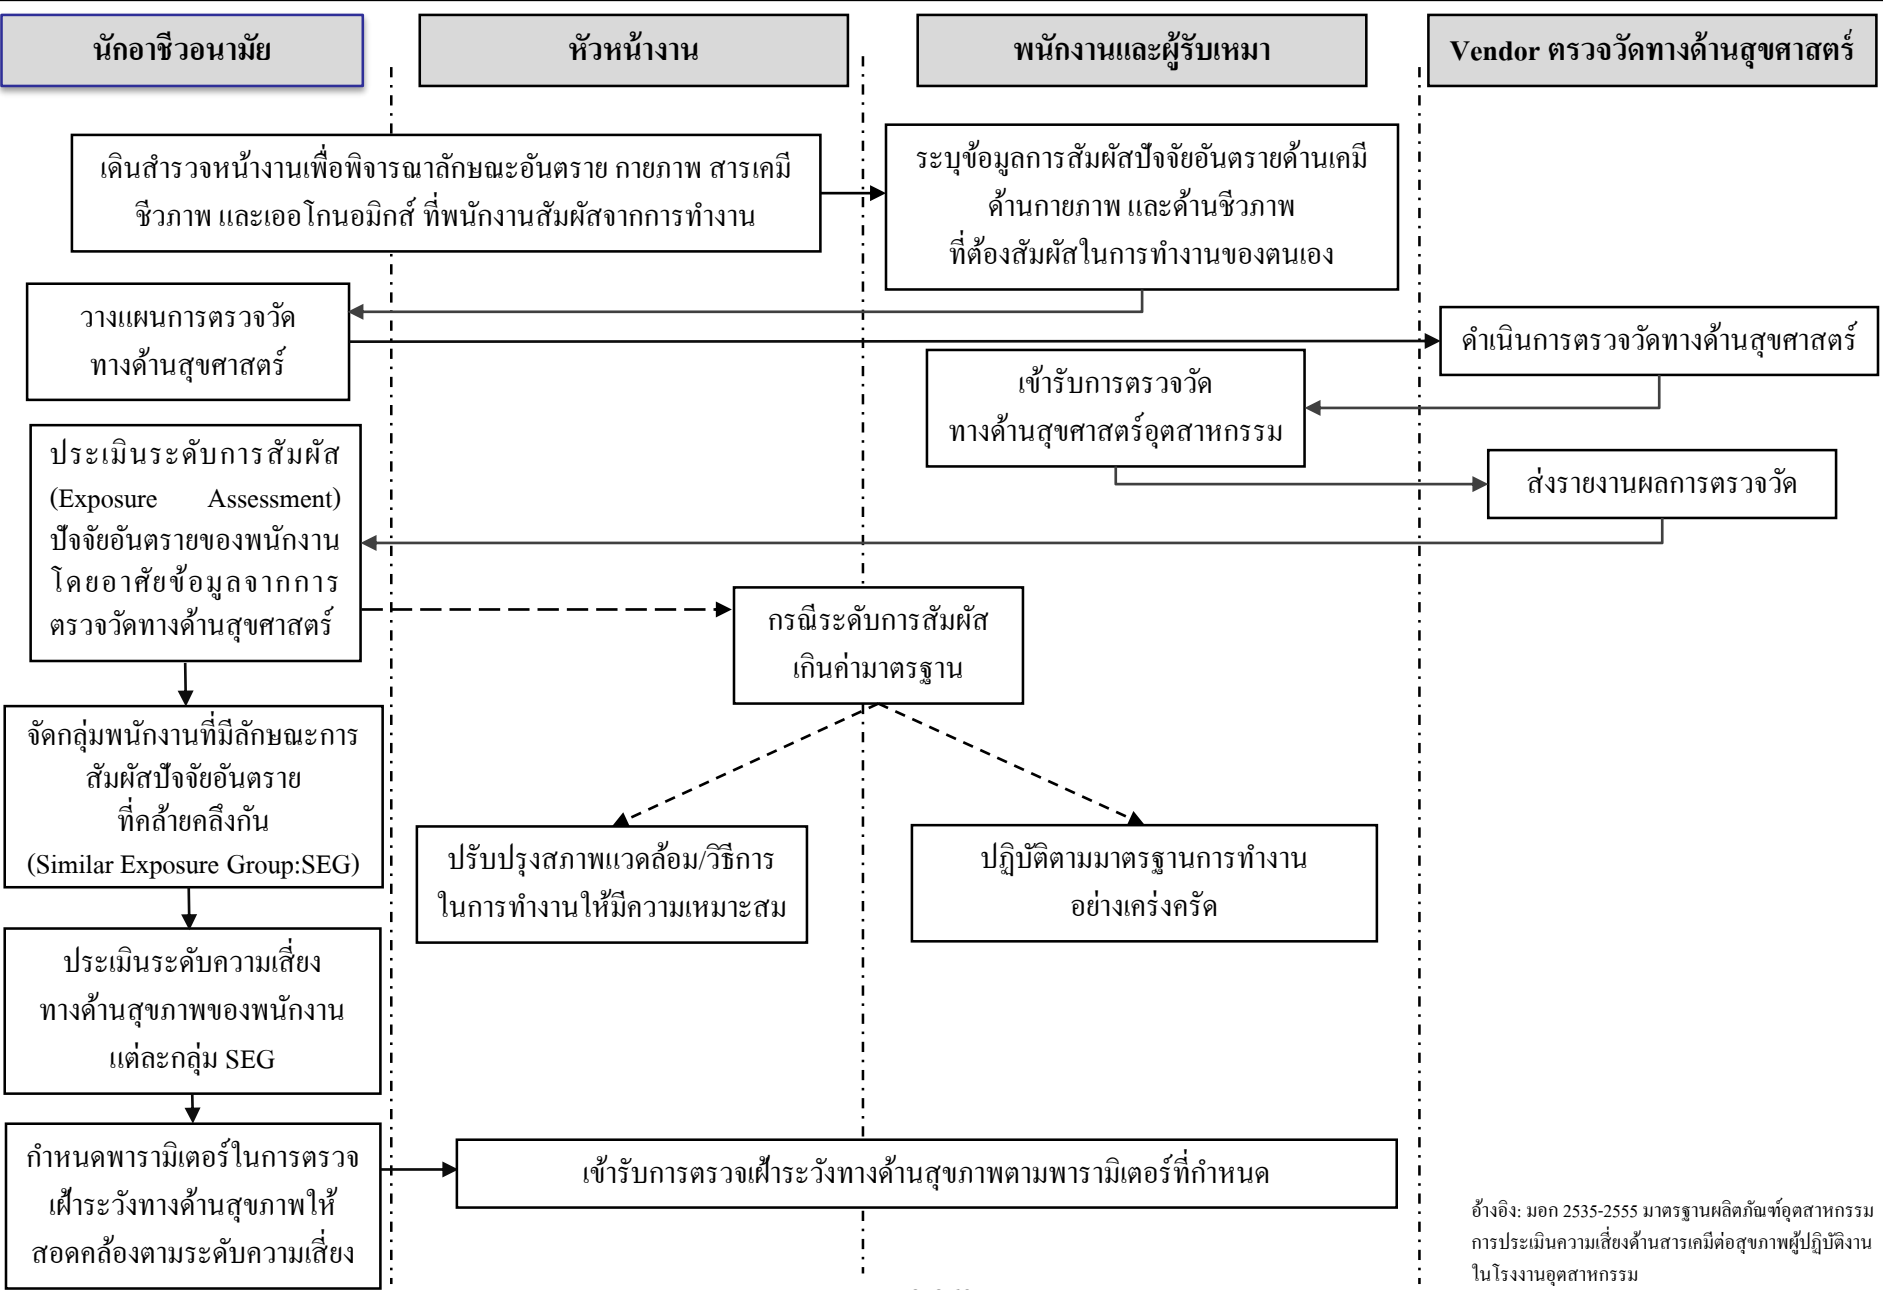 นักอาชีวอนามัย
หัวหน้างาน
พนักงานและผู้รับเหมา
Vendor ตรวจวัดทางด้านสุขศาสตร์
เดินสำรวจหน้างานเพื่อพิจารณาลักษณะอันตราย กายภาพ สารเคมี
ชีวภาพ และเออโกนอมิกส์ ที่พนักงานสัมผัสจากการทำงาน
ระบุข้อมูลการสัมผัสปัจจัยอันตรายด้านเคมี
ด้านกายภาพ และด้านชีวภาพ
ที่ต้องสัมผัสในการทำงานของตนเอง
วางแผนการตรวจวัด
ทางด้านสุขศาสตร์
ดำเนินการตรวจวัดทางด้านสุขศาสตร์
เข้ารับการตรวจวัด
ทางด้านสุขศาสตร์อุตสาหกรรม
ส่งรายงานผลการตรวจวัด
ประเมินระดับการสัมผัส
(Exposure Assessment)
ปัจจัยอันตรายของพนักงาน
โดยอาศัยข้อมูลจากการ
ตรวจวัดทางด้านสุขศาสตร์
กรณีระดับการสัมผัส
เกินค่ามาตรฐาน
จัดกลุ่มพนักงานที่มีลักษณะการ
สัมผัสปัจจัยอันตราย
ที่คล้ายคลึงกัน
(Similar Exposure Group:SEG)
ปรับปรุงสภาพแวดล้อม/วิธีการ
ในการทำงานให้มีความเหมาะสม
ปฏิบัติตามมาตรฐานการทำงาน
อย่างเคร่งครัด
ประเมินระดับความเสี่ยง
ทางด้านสุขภาพของพนักงาน
แต่ละกลุ่ม SEG
กำหนดพารามิเตอร์ในการตรวจ
เฝ้าระวังทางด้านสุขภาพให้
สอดคล้องตามระดับความเสี่ยง
เข้ารับการตรวจเฝ้าระวังทางด้านสุขภาพตามพารามิเตอร์ที่กำหนด
อ้างอิง: มอก 2535-2555 มาตรฐานผลิตภัณฑ์อุตสาหกรรม
การประเมินความเสี่ยงด้านสารเคมีต่อสุขภาพผู้ปฏิบัติงาน
ในโรงงานอุตสาหกรรม